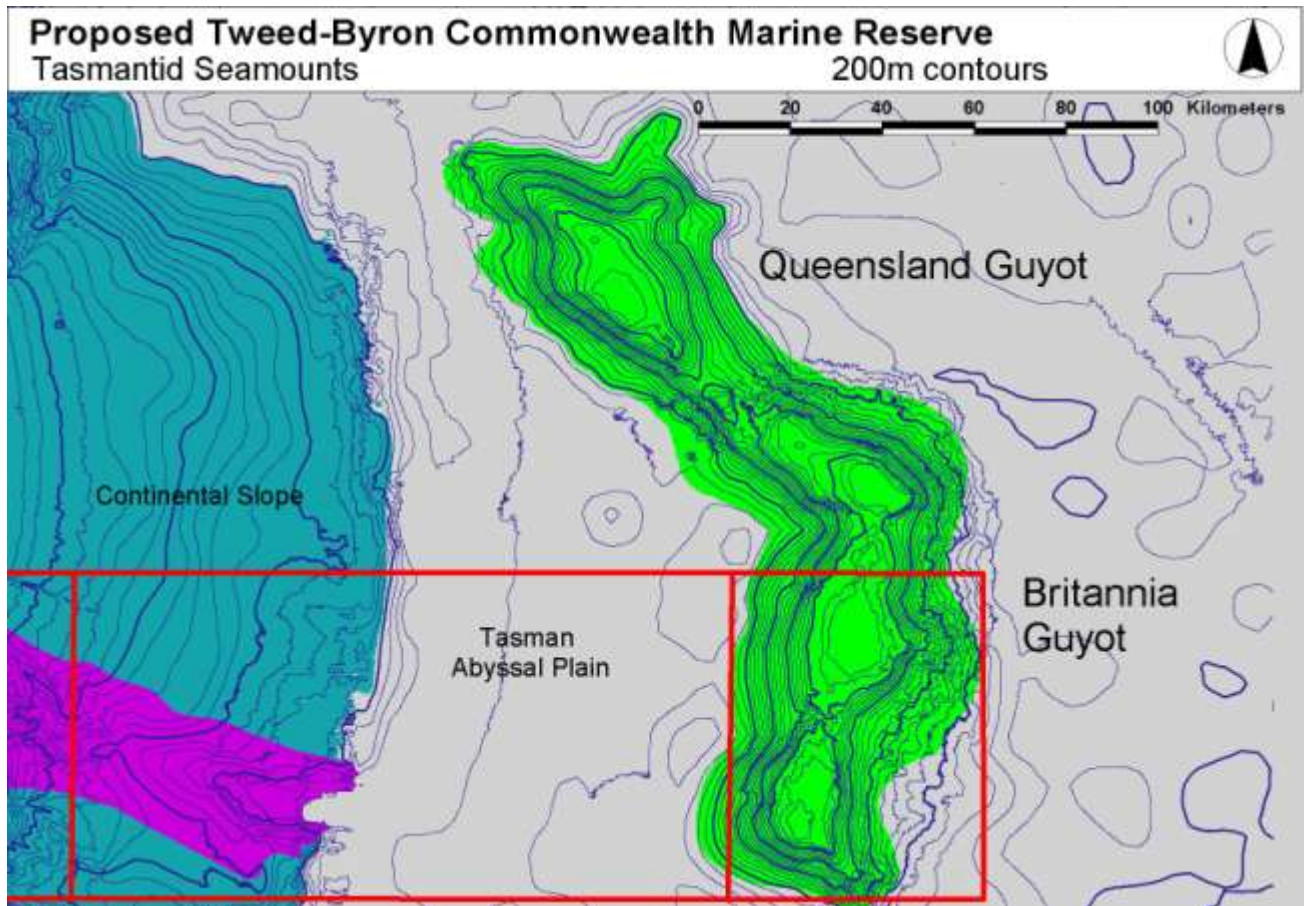 Proposed Tweed-Byron Commonwealth Marine Reserve
Tasmantid Seamounts 200m contours
0 20 40 60 80 100 Kilometers
Queensland Guyot
Continental Slope
Britannia
Guyot
Tasman
Abyssal Plain